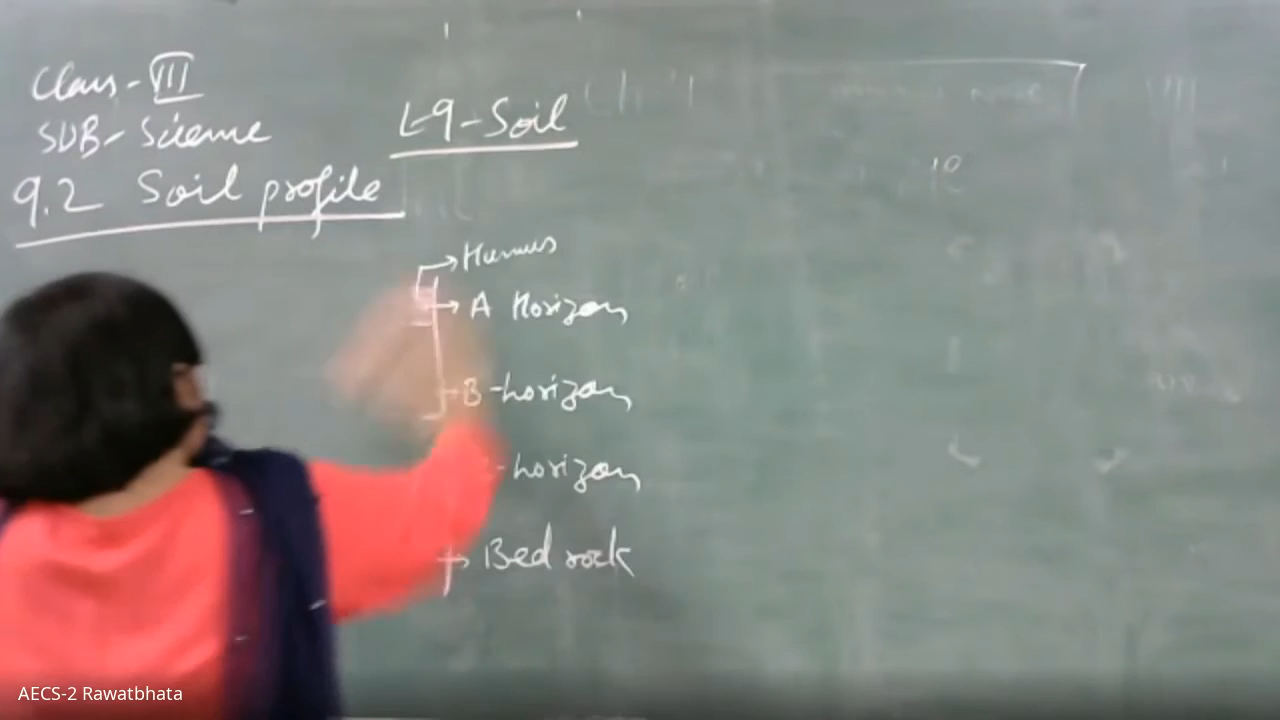 Class - VII
SUB - Science
L-9 - Soil
9.2 Soil profile
Humus
A Horizon
B-horizon
-horizon
Bed rock
AECS-2 Rawatbhata